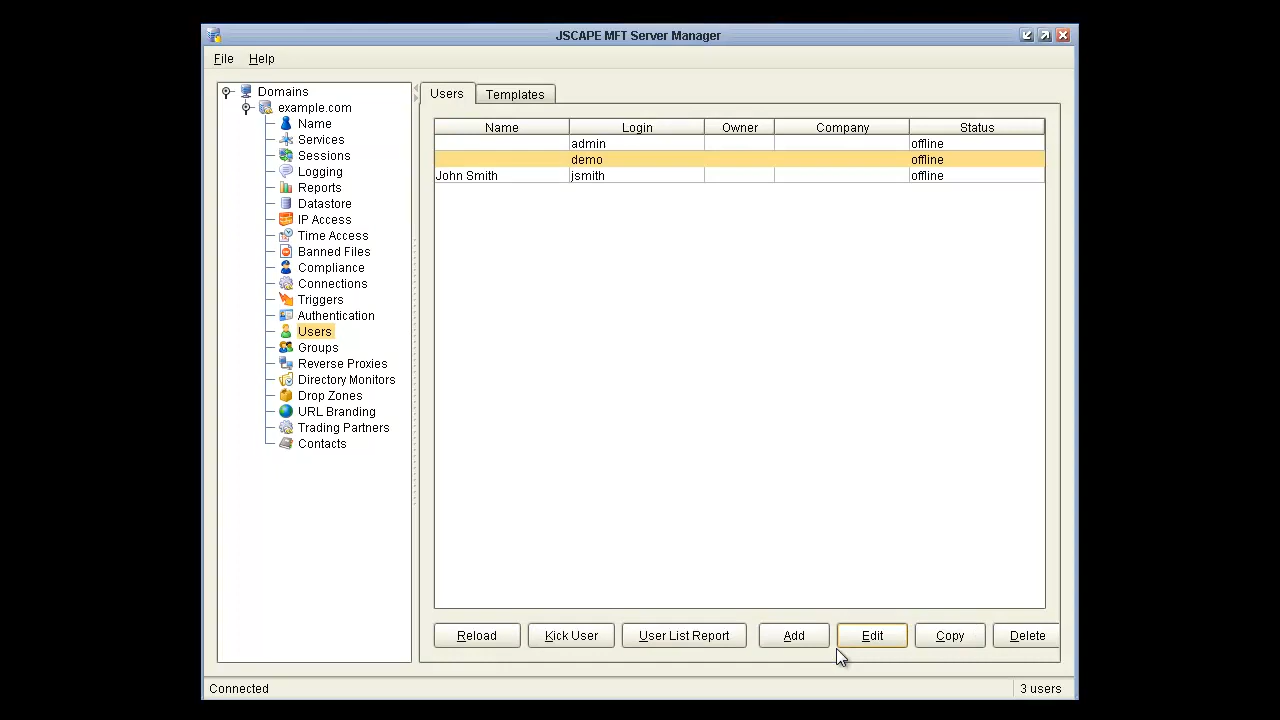 JSCAPE MFT Server Manager
File Help
Domains
example.com
Name
Services
Sessions
Logging
Reports
Datastore
IP Access
Time Access
Banned Files
Compliance
Connections
Triggers
Authentication
Users
Groups
Reverse Proxies
Directory Monitors
Drop Zones
URL Branding
Trading Partners
Contacts
Users Templates
Name Login Owner Company Status
admin offline
demo offline
John Smith jsmith offline
Reload Kick User User List Report Add Edit Copy Delete
Connected 3 users